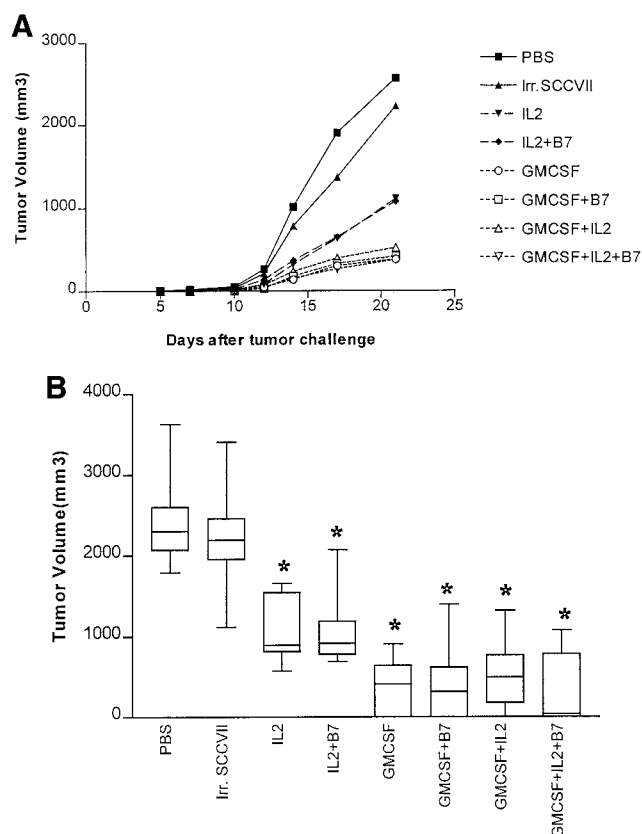 A
Tumor Volume (mm3)
3000
2000
1000
0
0
5
10
15
20
25
Days after tumor challenge
PBS
Irr. SCCVII
IL2
IL2+B7
GMCSF
GMCSF+B7
GMCSF+IL2
GMCSF+IL2+B7
B
Tumor Volume(mm3)
4000
3000
2000
1000
0
*
*
*
*
*
*
PBS
Irr. SCCVII
IL2
IL2+B7
GMCSF
GMCSF+B7
GMCSF+IL2
GMCSF+IL2+B7